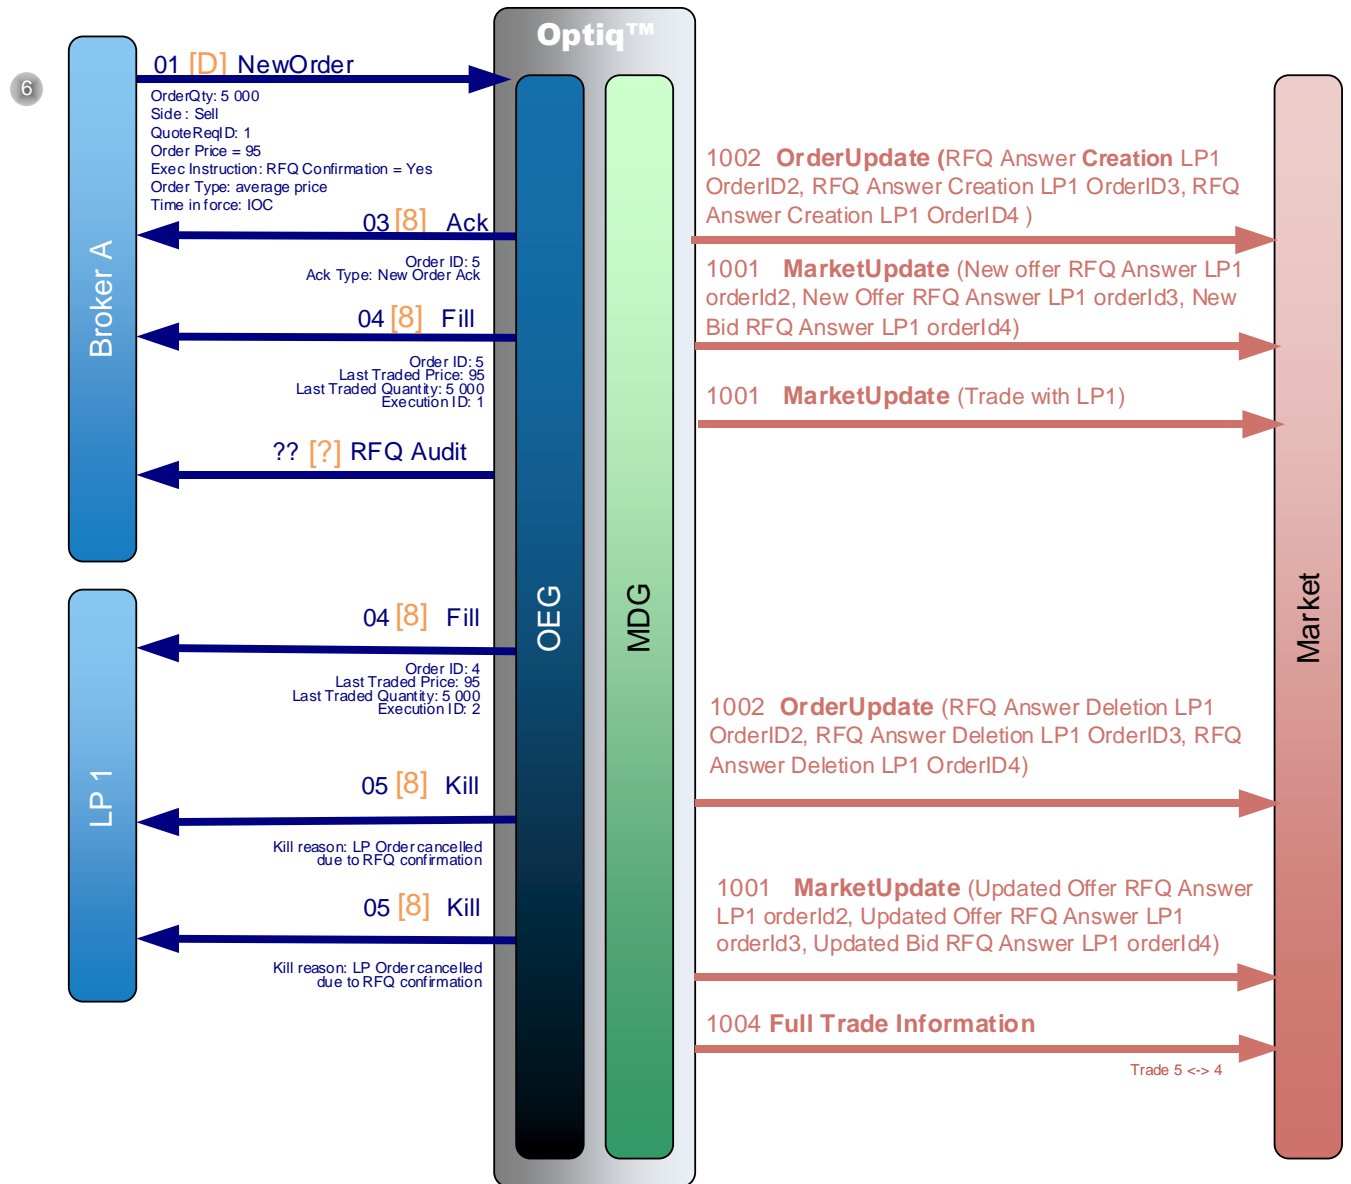 Optiq™
6
01 [D] NewOrder
OrderQty: 5 000
Side : Sell
QuoteReqID: 1
Order Price = 95
Exec Instruction: RFQ Confirmation = Yes
Order Type: average price
Time in force: IOC
03 [8] Ack
Order ID: 5
Ack Type: New Order Ack
04 [8] Fill
Order ID: 5
Last Traded Price: 95
Last Traded Quantity: 5 000
Execution ID: 1
?? [?] RFQ Audit
Broker A
04 [8] Fill
Order ID: 4
Last Traded Price: 95
Last Traded Quantity: 5 000
Execution ID: 2
05 [8] Kill
Kill reason: LP Order cancelled
due to RFQ confirmation
05 [8] Kill
Kill reason: LP Order cancelled
due to RFQ confirmation
LP 1
OEG
MDG
1002 OrderUpdate (RFQ Answer Creation LP1
OrderID2, RFQ Answer Creation LP1 OrderID3, RFQ
Answer Creation LP1 OrderID4 )
1001 MarketUpdate (New offer RFQ Answer LP1
orderId2, New Offer RFQ Answer LP1 orderId3, New
Bid RFQ Answer LP1 orderId4)
1001 MarketUpdate (Trade with LP1)
1002 OrderUpdate (RFQ Answer Deletion LP1
OrderID2, RFQ Answer Deletion LP1 OrderID3, RFQ
Answer Deletion LP1 OrderID4)
1001 MarketUpdate (Updated Offer RFQ Answer
LP1 orderId2, Updated Offer RFQ Answer LP1
orderId3, Updated Bid RFQ Answer LP1 orderId4)
1004 Full Trade Information
Trade 5 <-> 4
Market